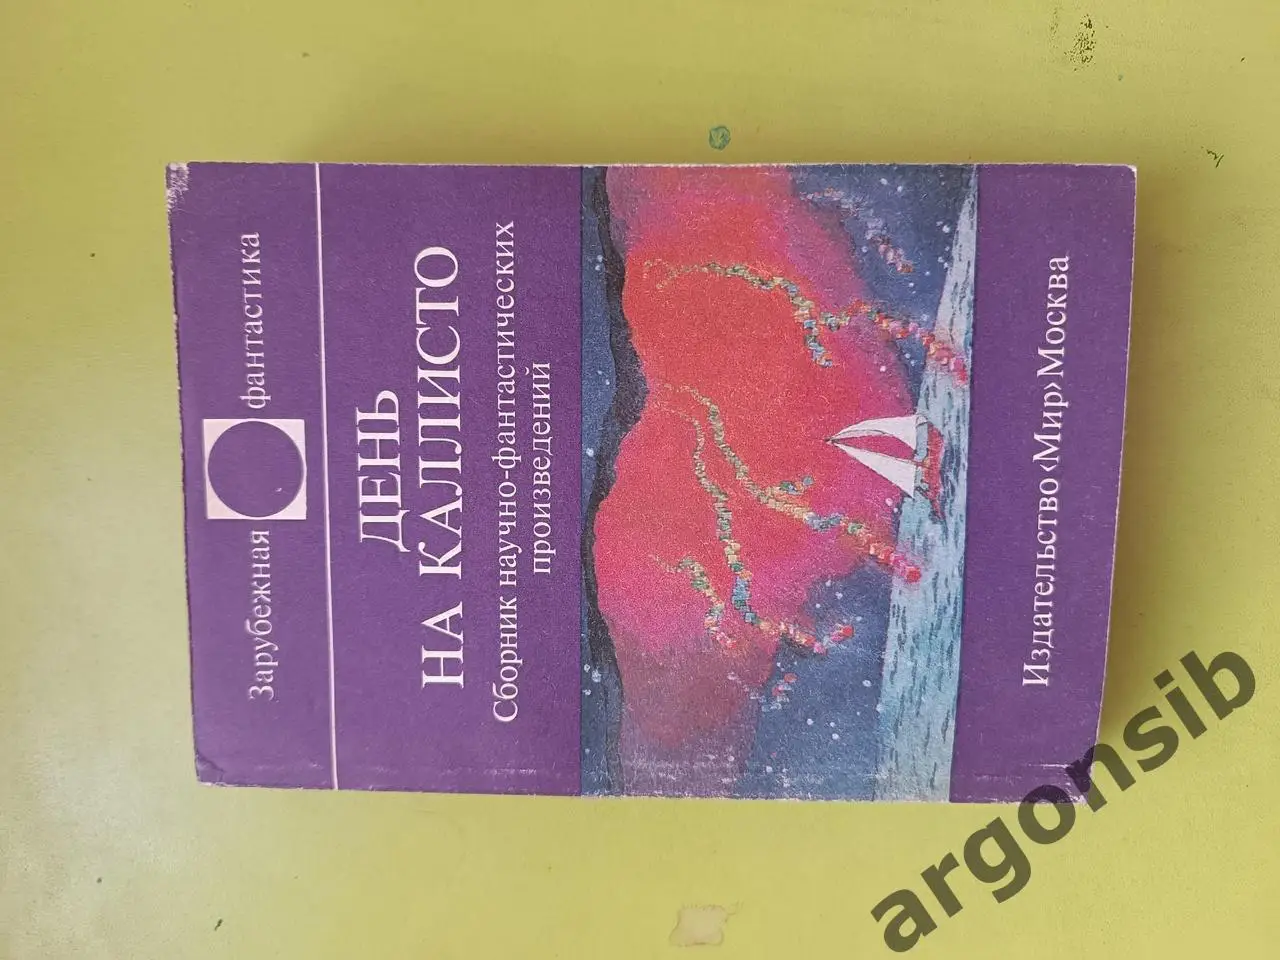 Зарубежная фантастика
ДЕНЬ
НА КАЛЛИСТО
Сборник научно-фантастических
произведений
Издательство ‹Мир› Москва
argonsib